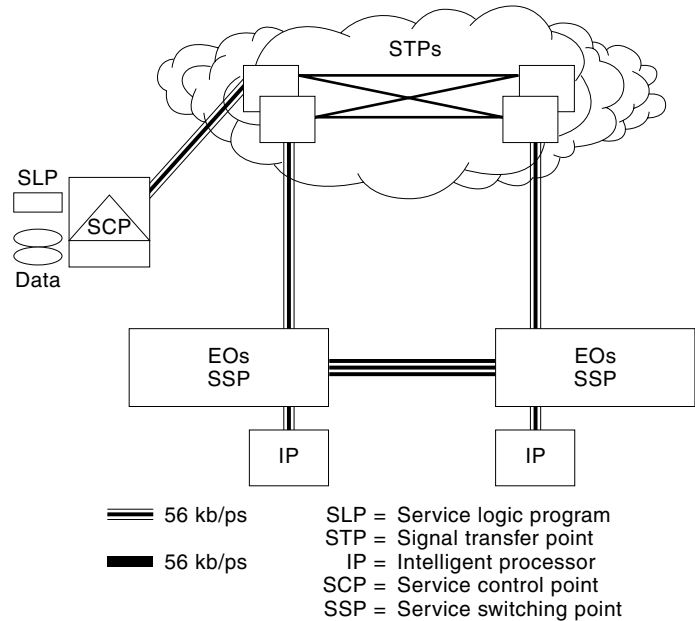 STPs
SLP
SCP
Data
EOs
SSP
EOs
SSP
IP
IP
56 kb/ps
56 kb/ps
SLP = Service logic program
STP = Signal transfer point
IP = Intelligent processor
SCP = Service control point
SSP = Service switching point